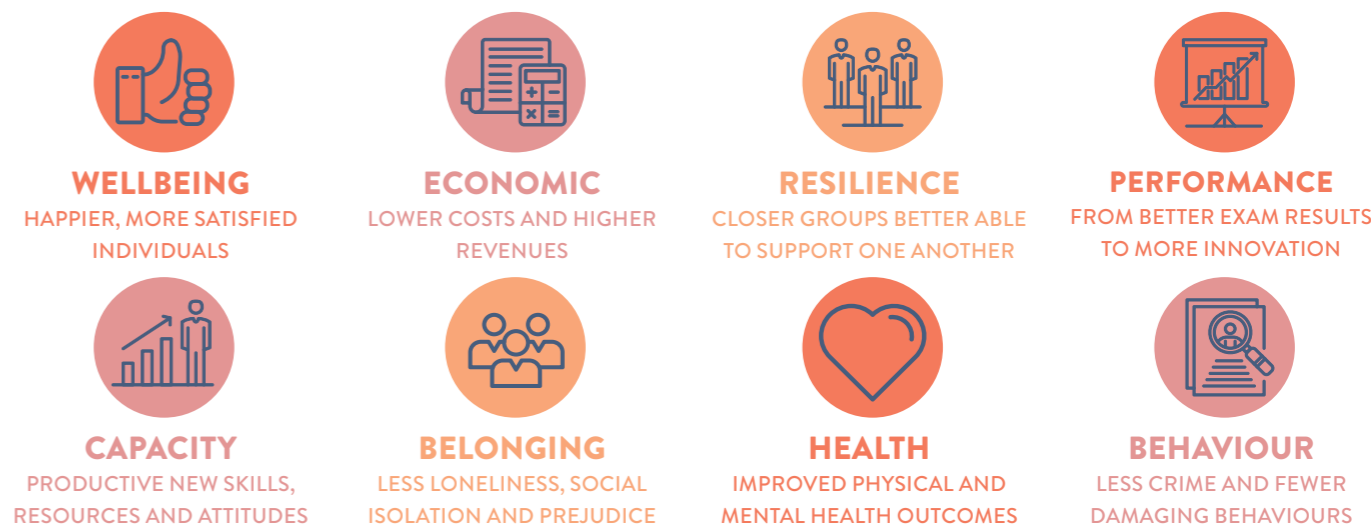 WELLBEING
HAPPIER, MORE SATISFIED
INDIVIDUALS
ECONOMIC
LOWER COSTS AND HIGHER
REVENUES
RESILIENCE
CLOSER GROUPS BETTER ABLE
TO SUPPORT ONE ANOTHER
PERFORMANCE
FROM BETTER EXAM RESULTS
TO MORE INNOVATION
CAPACITY
PRODUCTIVE NEW SKILLS,
RESOURCES AND ATTITUDES
BELONGING
LESS LONELINESS, SOCIAL
ISOLATION AND PREJUDICE
HEALTH
IMPROVED PHYSICAL AND
MENTAL HEALTH OUTCOMES
BEHAVIOUR
LESS CRIME AND FEWER
DAMAGING BEHAVIOURS